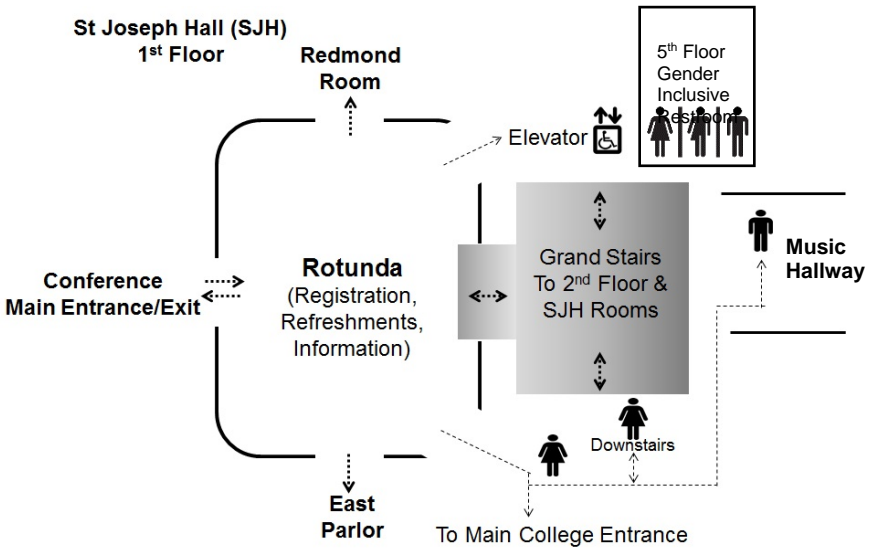 St Joseph Hall (SJH)
1st Floor
Redmond
Room
5th Floor
Gender
Inclusive
Restroom
Elevator
Grand Stairs
To 2nd Floor &
SJH Rooms
Music
Hallway
Conference
Main Entrance/Exit
Rotunda
(Registration,
Refreshments,
Information)
Downstairs
East
Parlor
To Main College Entrance